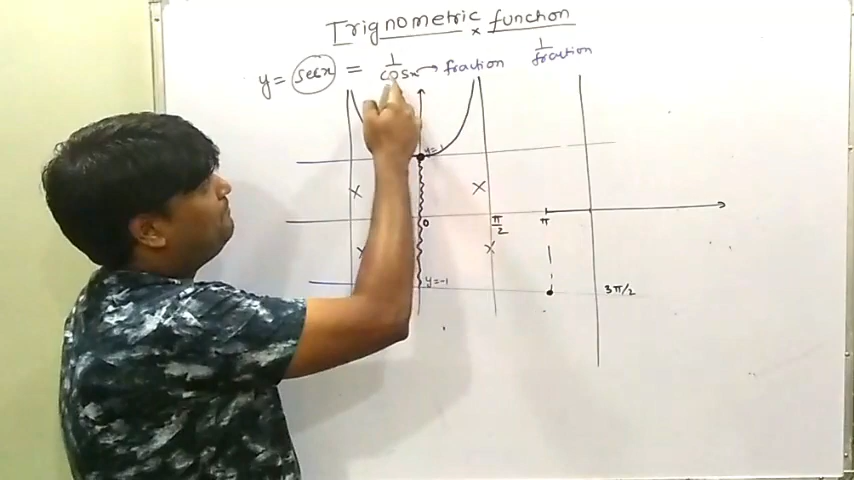 Trignometric function
y = secx = 1/cosx → fraction 1/fraction
x x
y=1
x x
0 π/2 π
y=-1 3π/2